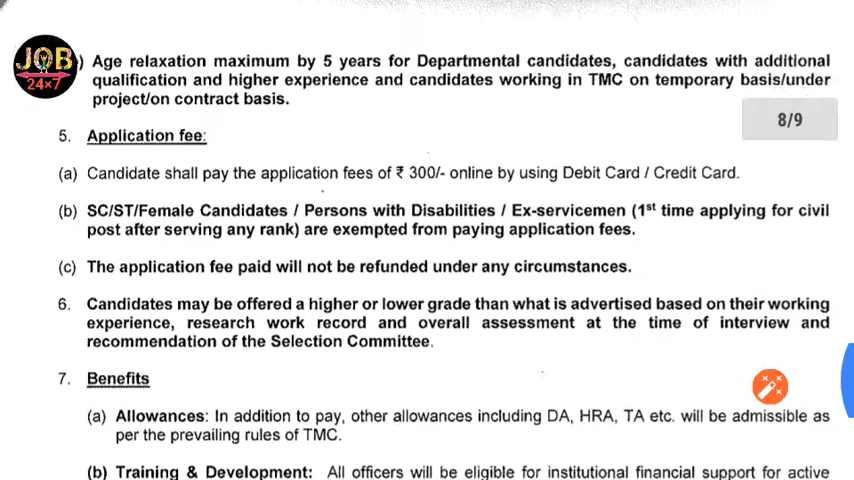 JOB
24×7
) Age relaxation maximum by 5 years for Departmental candidates, candidates with additional
qualification and higher experience and candidates working in TMC on temporary basis/under
project/on contract basis.
8/9
5. Application fee:
(a) Candidate shall pay the application fees of ₹ 300/- online by using Debit Card / Credit Card.
(b) SC/ST/Female Candidates / Persons with Disabilities / Ex-servicemen (1st time applying for civil
post after serving any rank) are exempted from paying application fees.
(c) The application fee paid will not be refunded under any circumstances.
6. Candidates may be offered a higher or lower grade than what is advertised based on their working
experience, research work record and overall assessment at the time of interview and
recommendation of the Selection Committee.
7. Benefits
(a) Allowances: In addition to pay, other allowances including DA, HRA, TA etc. will be admissible as
per the prevailing rules of TMC.
(b) Training & Development: All officers will be eligible for institutional financial support for active